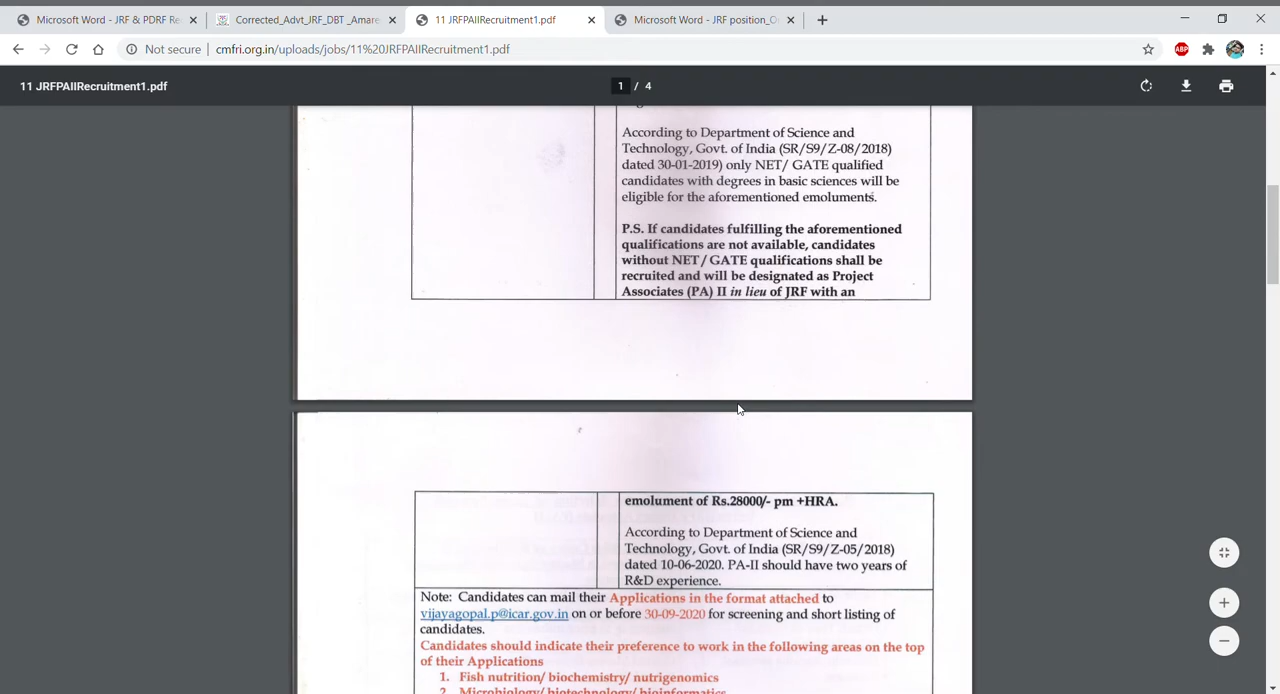 Microsoft Word - JRF & PDRF Re
Corrected_Advt_JRF_DBT _Amare
11 JRFPAIIRecruitment1.pdf
Microsoft Word - JRF position_O
Not secure
cmfri.org.in/uploads/jobs/11%20JRFPAIIRecruitment1.pdf
ABP
11 JRFPAIIRecruitment1.pdf
1 / 4
According to Department of Science and
Technology, Govt. of India (SR/S9/Z-08/2018)
dated 30-01-2019) only NET/ GATE qualified
candidates with degrees in basic sciences will be
eligible for the aforementioned emoluments.
P.S. If candidates fulfilling the aforementioned
qualifications are not available, candidates
without NET/ GATE qualifications shall be
recruited and will be designated as Project
Associates (PA) II in lieu of JRF with an
emolument of Rs.28000/- pm +HRA.
According to Department of Science and
Technology, Govt. of India (SR/S9/Z-05/2018)
dated 10-06-2020. PA-II should have two years of
R&D experience.
Note: Candidates can mail their Applications in the format attached to
vijayagopal.p@icar.gov.in on or before 30-09-2020 for screening and short listing of
candidates.
Candidates should indicate their preference to work in the following areas on the top
of their Applications
1. Fish nutrition/ biochemistry/ nutrigenomics
2. Microbiology/ biotechnology/ bioinformatics